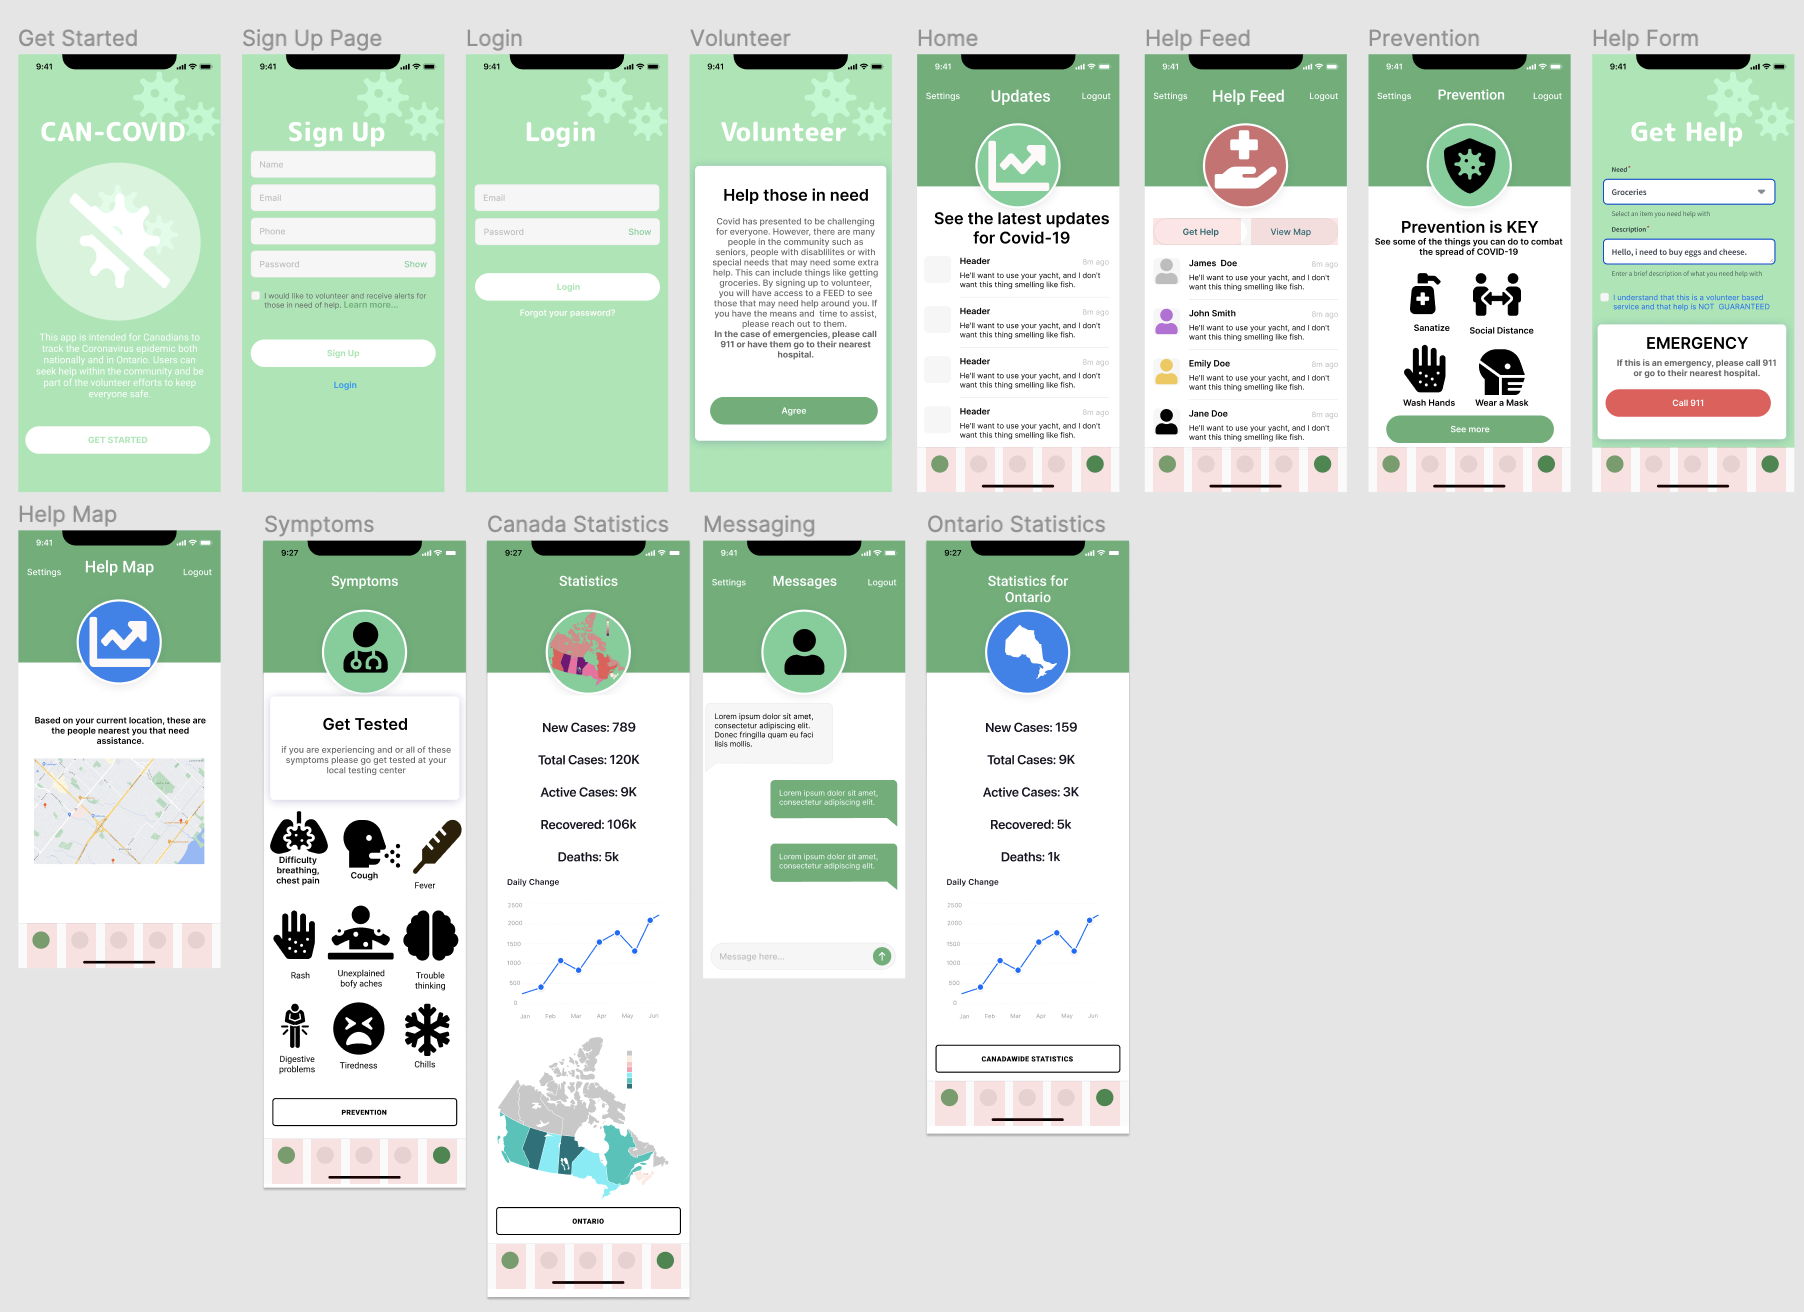 Get Started
9:41
CAN-COVID
This app is intended for Canadians to
track the Coronavirus epidemic both
nationally and in Ontario. Users can
seek help within the community and be
part of the volunteer efforts to keep
everyone safe.
GET STARTED
Sign Up Page
9:41
Sign Up
Name
Email
Phone
Password
Show
I would like to volunteer and receive alerts for
those in need of help. Learn more...
Sign Up
Login
Login
9:41
Login
Email
Password
Show
Login
Forgot your password?
Volunteer
9:41
Volunteer
Help those in need
Covid has presented to be challenging
for everyone. However, there are many
people in the community such as
seniors, people with disabliites or with
special needs that may need some extra
help. This can include things like getting
groceries. By signing up to volunteer,
you will have access to a FEED to see
those that may need help around you. If
you have the means and time to assist,
please reach out to them.
In the case of emergencies, please call
911 or have them go to their nearest
hospital.
Agree
Home
9:41
Settings
Updates
Logout
See the latest updates
for Covid-19
Header
8m ago
He'll want to use your yacht, and I don't
want this thing smelling like fish.
Header
8m ago
He'll want to use your yacht, and I don't
want this thing smelling like fish.
Header
8m ago
He'll want to use your yacht, and I don't
want this thing smelling like fish.
Header
8m ago
He'll want to use your yacht, and I don't
want this thing smelling like fish.
Help Feed
9:41
Settings
Help Feed
Logout
Get Help
View Map
James Doe
8m ago
He'll want to use your yacht, and I don't
want this thing smelling like fish.
John Smith
8m ago
He'll want to use your yacht, and I don't
want this thing smelling like fish.
Emily Doe
8m ago
He'll want to use your yacht, and I don't
want this thing smelling like fish.
Jane Doe
8m ago
He'll want to use your yacht, and I don't
want this thing smelling like fish.
Prevention
9:41
Settings
Prevention
Logout
Prevention is KEY
See some of the things you can do to combat
the spread of COVID-19
Sanatize
Social Distance
Wash Hands
Wear a Mask
See more
Help Form
9:41
Get Help
Need*
Groceries
Select an item you need help with
Description*
Hello, i need to buy eggs and cheese.
Enter a brief description of what you need help with
I understand that this is a volunteer based
service and that help is NOT GUARANTEED
EMERGENCY
If this is an emergency, please call 911
or go to their nearest hospital.
Call 911
Help Map
9:41
Settings
Help Map
Logout
Based on your current location, these are
the people nearest you that need
assistance.
Symptoms
9:27
Symptoms
Get Tested
if you are experiencing and or all of these
symptoms please go get tested at your
local testing center
Difficulty
breathing,
chest pain
Cough
Fever
Rash
Unexplained
bofy aches
Trouble
thinking
Digestive
problems
Tiredness
Chills
PREVENTION
Canada Statistics
9:27
Statistics
New Cases: 789
Total Cases: 120K
Active Cases: 9K
Recovered: 106k
Deaths: 5k
Daily Change
2500
2000
1500
1000
500
0
Jan Feb Mar Apr May Jun
ONTARIO
Messaging
9:41
Settings
Messages
Logout
Lorem ipsum dolor sit amet,
consectetur adipiscing elit.
Donec fringilla quam eu faci
lisis mollis.
Lorem ipsum dolor sit amet,
consectetur adipiscing elit.
Lorem ipsum dolor sit amet,
consectetur adipiscing elit.
Message here...
Ontario Statistics
9:27
Statistics for
Ontario
New Cases: 159
Total Cases: 9K
Active Cases: 3K
Recovered: 5k
Deaths: 1k
Daily Change
2500
2000
1500
1000
500
0
Jan Feb Mar Apr May Jun
CANADAWIDE STATISTICS